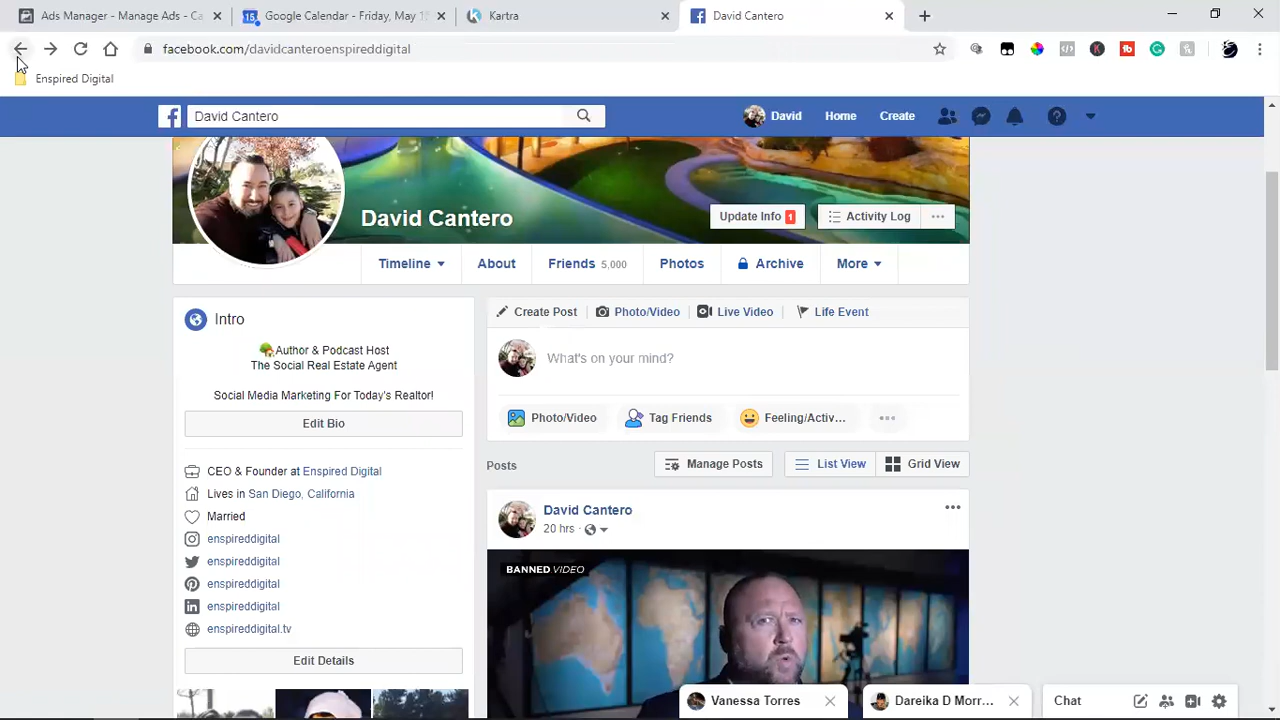 Ads Manager - Manage Ads - Ca
Google Calendar - Friday, May 1
Kartra
David Cantero
facebook.com/davidcanteroenspireddigital
Enspired Digital
David Cantero
David
Home
Create
David Cantero
Update Info 1
Activity Log
Timeline
About
Friends 5,000
Photos
Archive
More
Intro
Author & Podcast Host
The Social Real Estate Agent
Social Media Marketing For Today's Realtor!
Edit Bio
CEO & Founder at Enspired Digital
Lives in San Diego, California
Married
enspireddigital
enspireddigital
enspireddigital
enspireddigital
enspireddigital.tv
Edit Details
Create Post
Photo/Video
Live Video
Life Event
What's on your mind?
Photo/Video
Tag Friends
Feeling/Activ...
Posts
Manage Posts
List View
Grid View
David Cantero
20 hrs
BANNED.VIDEO
Vanessa Torres
Dareika D Morr...
Chat